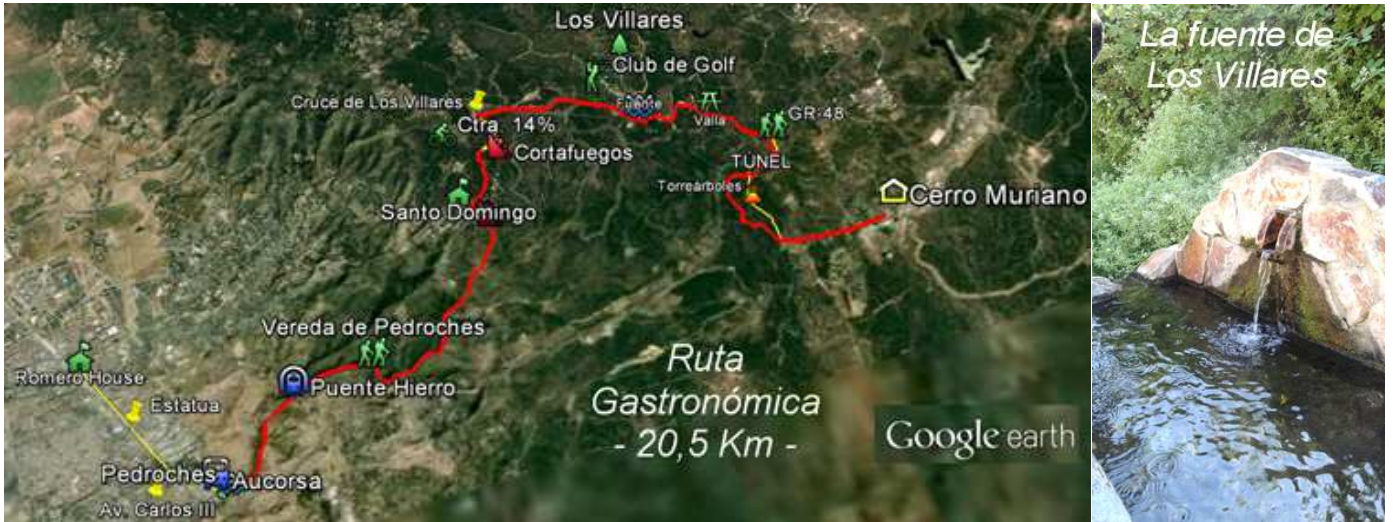 Los Villares
Club de Golf
Cruce de Los Villares
Fuente
Valla
GR-48
Ctra. 14%
Cortafuegos
TÚNEL
Torreárboles
Cerro Muriano
Santo Domingo
Vereda de Pedroches
Puente Hierro
Romero House
Estatua
Pedroches
Aucorsa
Av. Carlos III
Ruta
Gastronómica
- 20,5 Km -
Google earth
La fuente de
Los Villares